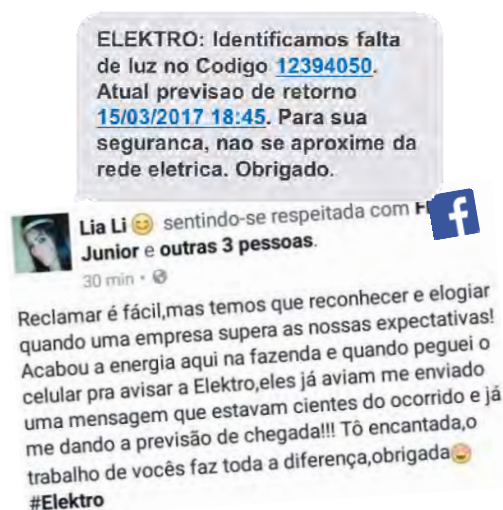 ELEKTRO: Identificamos falta
de luz no Codigo 12394050.
Atual previsao de retorno
15/03/2017 18:45. Para sua
seguranca, nao se aproxime da
rede eletrica. Obrigado.
Lia Li sentindo-se respeitada com
Junior e outras 3 pessoas.
30 min
Reclamar é fácil,mas temos que reconhecer e elogiar
quando uma empresa supera as nossas expectativas!
Acabou a energia aqui na fazenda e quando peguei o
celular pra avisar a Elektro,eles já aviam me enviado
uma mensagem que estavam cientes do ocorrido e já
me dando a previsão de chegada!!! Tô encantada,o
trabalho de vocês faz toda a diferença,obrigada
#Elektro